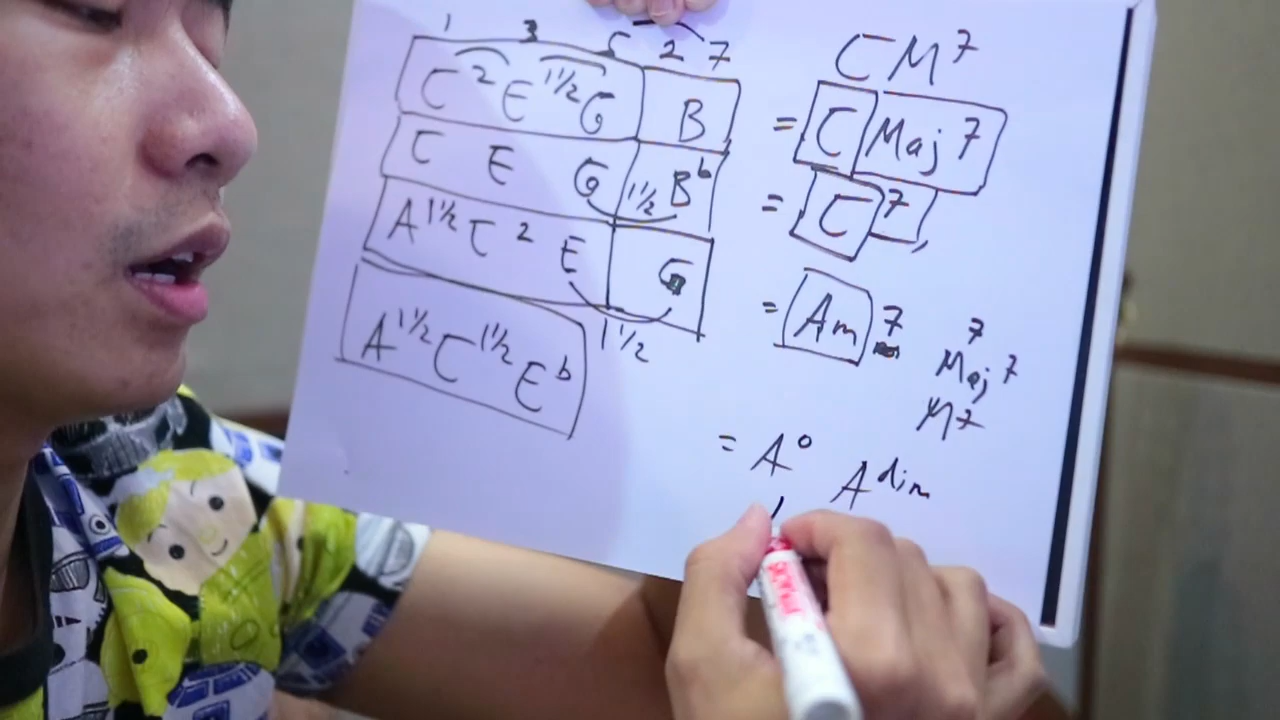 1 3 5 2 7
C 2 E 1½ G B = C Maj 7
CM7
C E G 1½ B♭ = C 7,
A 1½ C 2 E G = Am 7
1½
7
Maj 7
M7
A 1½ C 1½ E♭ = A° A dim